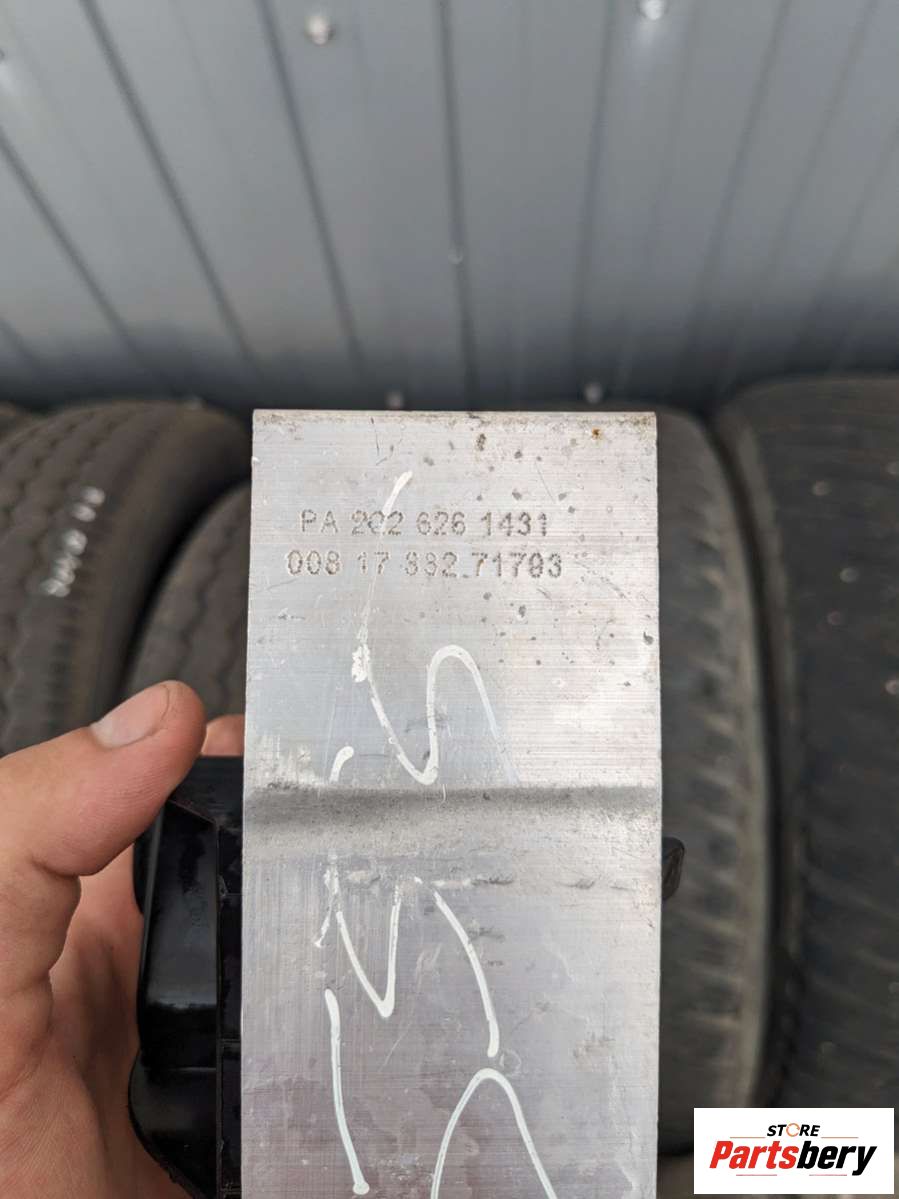 PA 202 626 1431
008 17 332 71793
STORE
Partsbery